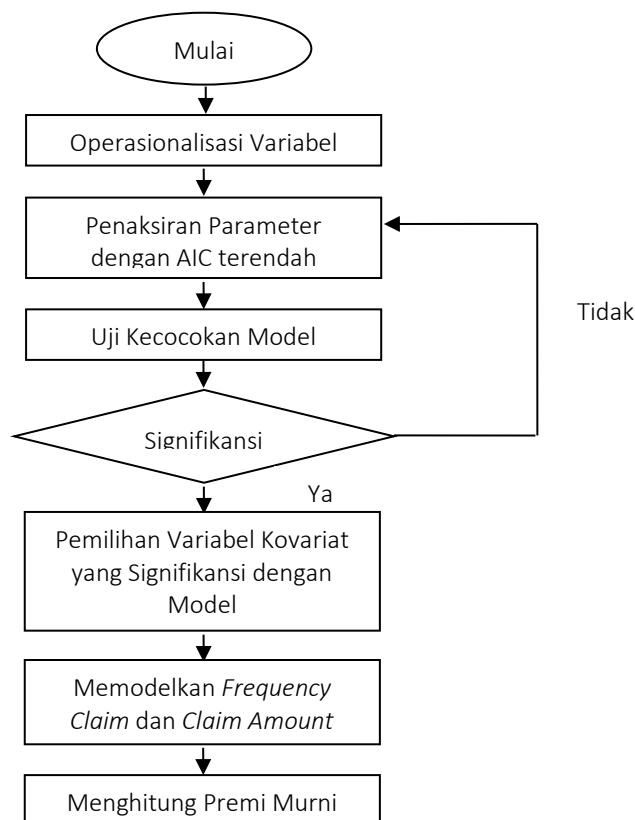 Mulai
Operasionalisasi Variabel
Penaksiran Parameter
dengan AIC terendah
Tidak
Uji Kecocokan Model
Signifikansi
Ya
Pemilihan Variabel Kovariat
yang Signifikansi dengan
Model
Memodelkan Frequency
Claim dan Claim Amount
Menghitung Premi Murni